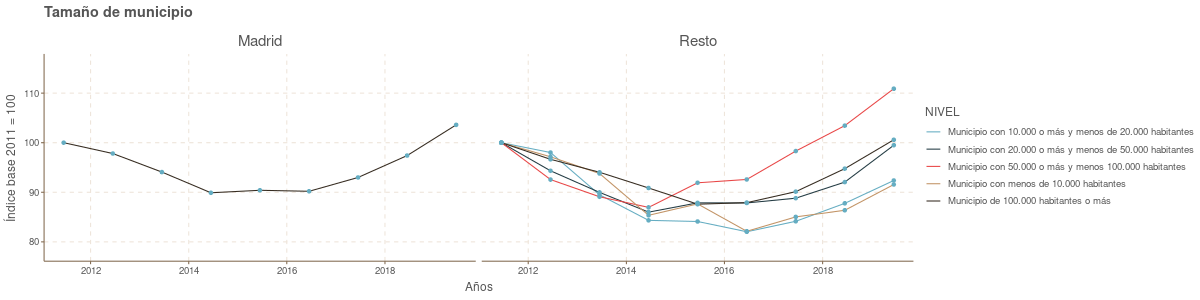 Tamaño de municipio
Madrid
Resto
Índice base 2011 = 100
110
100
90
80
2012
2014
2016
2018
2012
2014
2016
2018
Años
NIVEL
Municipio con 10.000 o más y menos de 20.000 habitantes
Municipio con 20.000 o más y menos de 50.000 habitantes
Municipio con 50.000 o más y menos 100.000 habitantes
Municipio con menos de 10.000 habitantes
Municipio de 100.000 habitantes o más